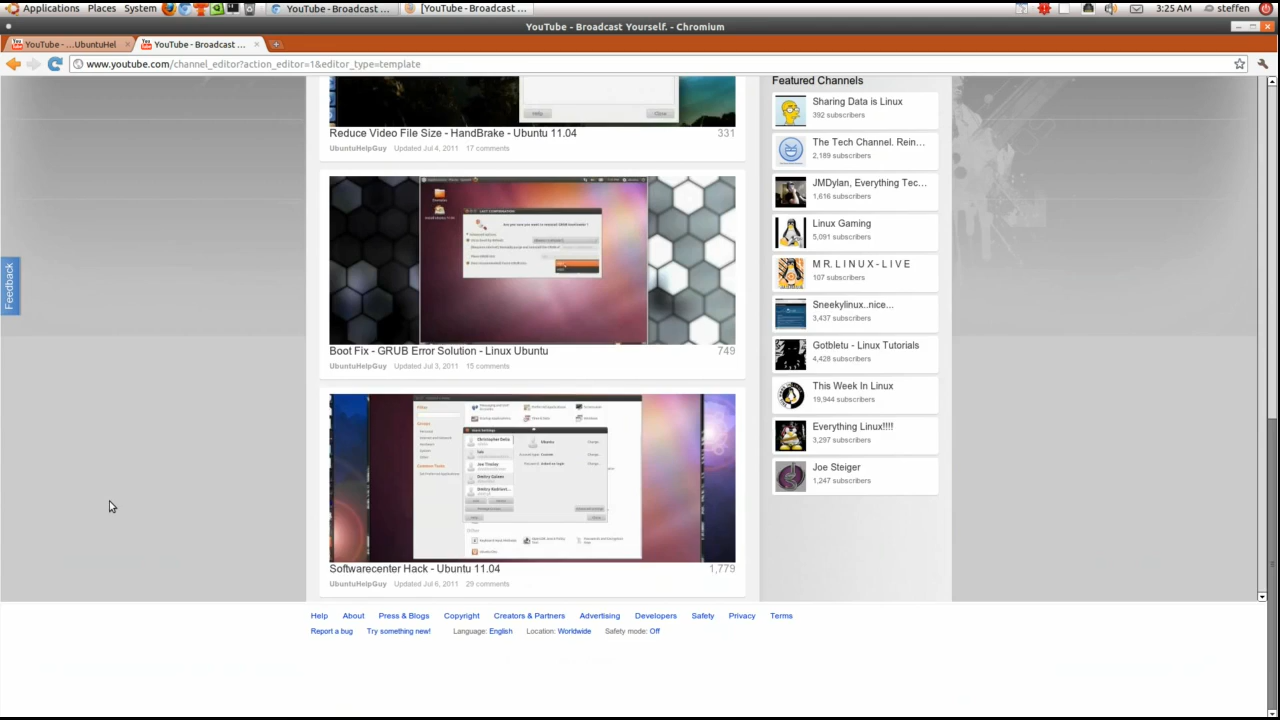 Applications Places System YouTube - Broadcast ... [YouTube - Broadcast ... 3:25 AM steffen
YouTube - Broadcast Yourself. - Chromium
YouTube - ...UbuntuHel YouTube - Broadcast ...
www.youtube.com/channel_editor?action_editor=1&editor_type=template
Help Close
Reduce Video File Size - HandBrake - Ubuntu 11.04 331
UbuntuHelpGuy Updated Jul 4, 2011 17 comments
Boot Fix - GRUB Error Solution - Linux Ubuntu 749
UbuntuHelpGuy Updated Jul 3, 2011 15 comments
Softwarecenter Hack - Ubuntu 11.04 1,779
UbuntuHelpGuy Updated Jul 6, 2011 29 comments
Feedback
Featured Channels
Sharing Data is Linux
392 subscribers
The Tech Channel. Rein...
2,189 subscribers
JMDylan, Everything Tec...
1,616 subscribers
Linux Gaming
5,091 subscribers
M R. L I N U X - L I V E
107 subscribers
Sneekylinux..nice...
3,437 subscribers
Gotbletu - Linux Tutorials
4,428 subscribers
This Week In Linux
19,944 subscribers
Everything Linux!!!!
3,297 subscribers
Joe Steiger
1,247 subscribers
Help About Press & Blogs Copyright Creators & Partners Advertising Developers Safety Privacy Terms
Report a bug Try something new! Language: English Location: Worldwide Safety mode: Off